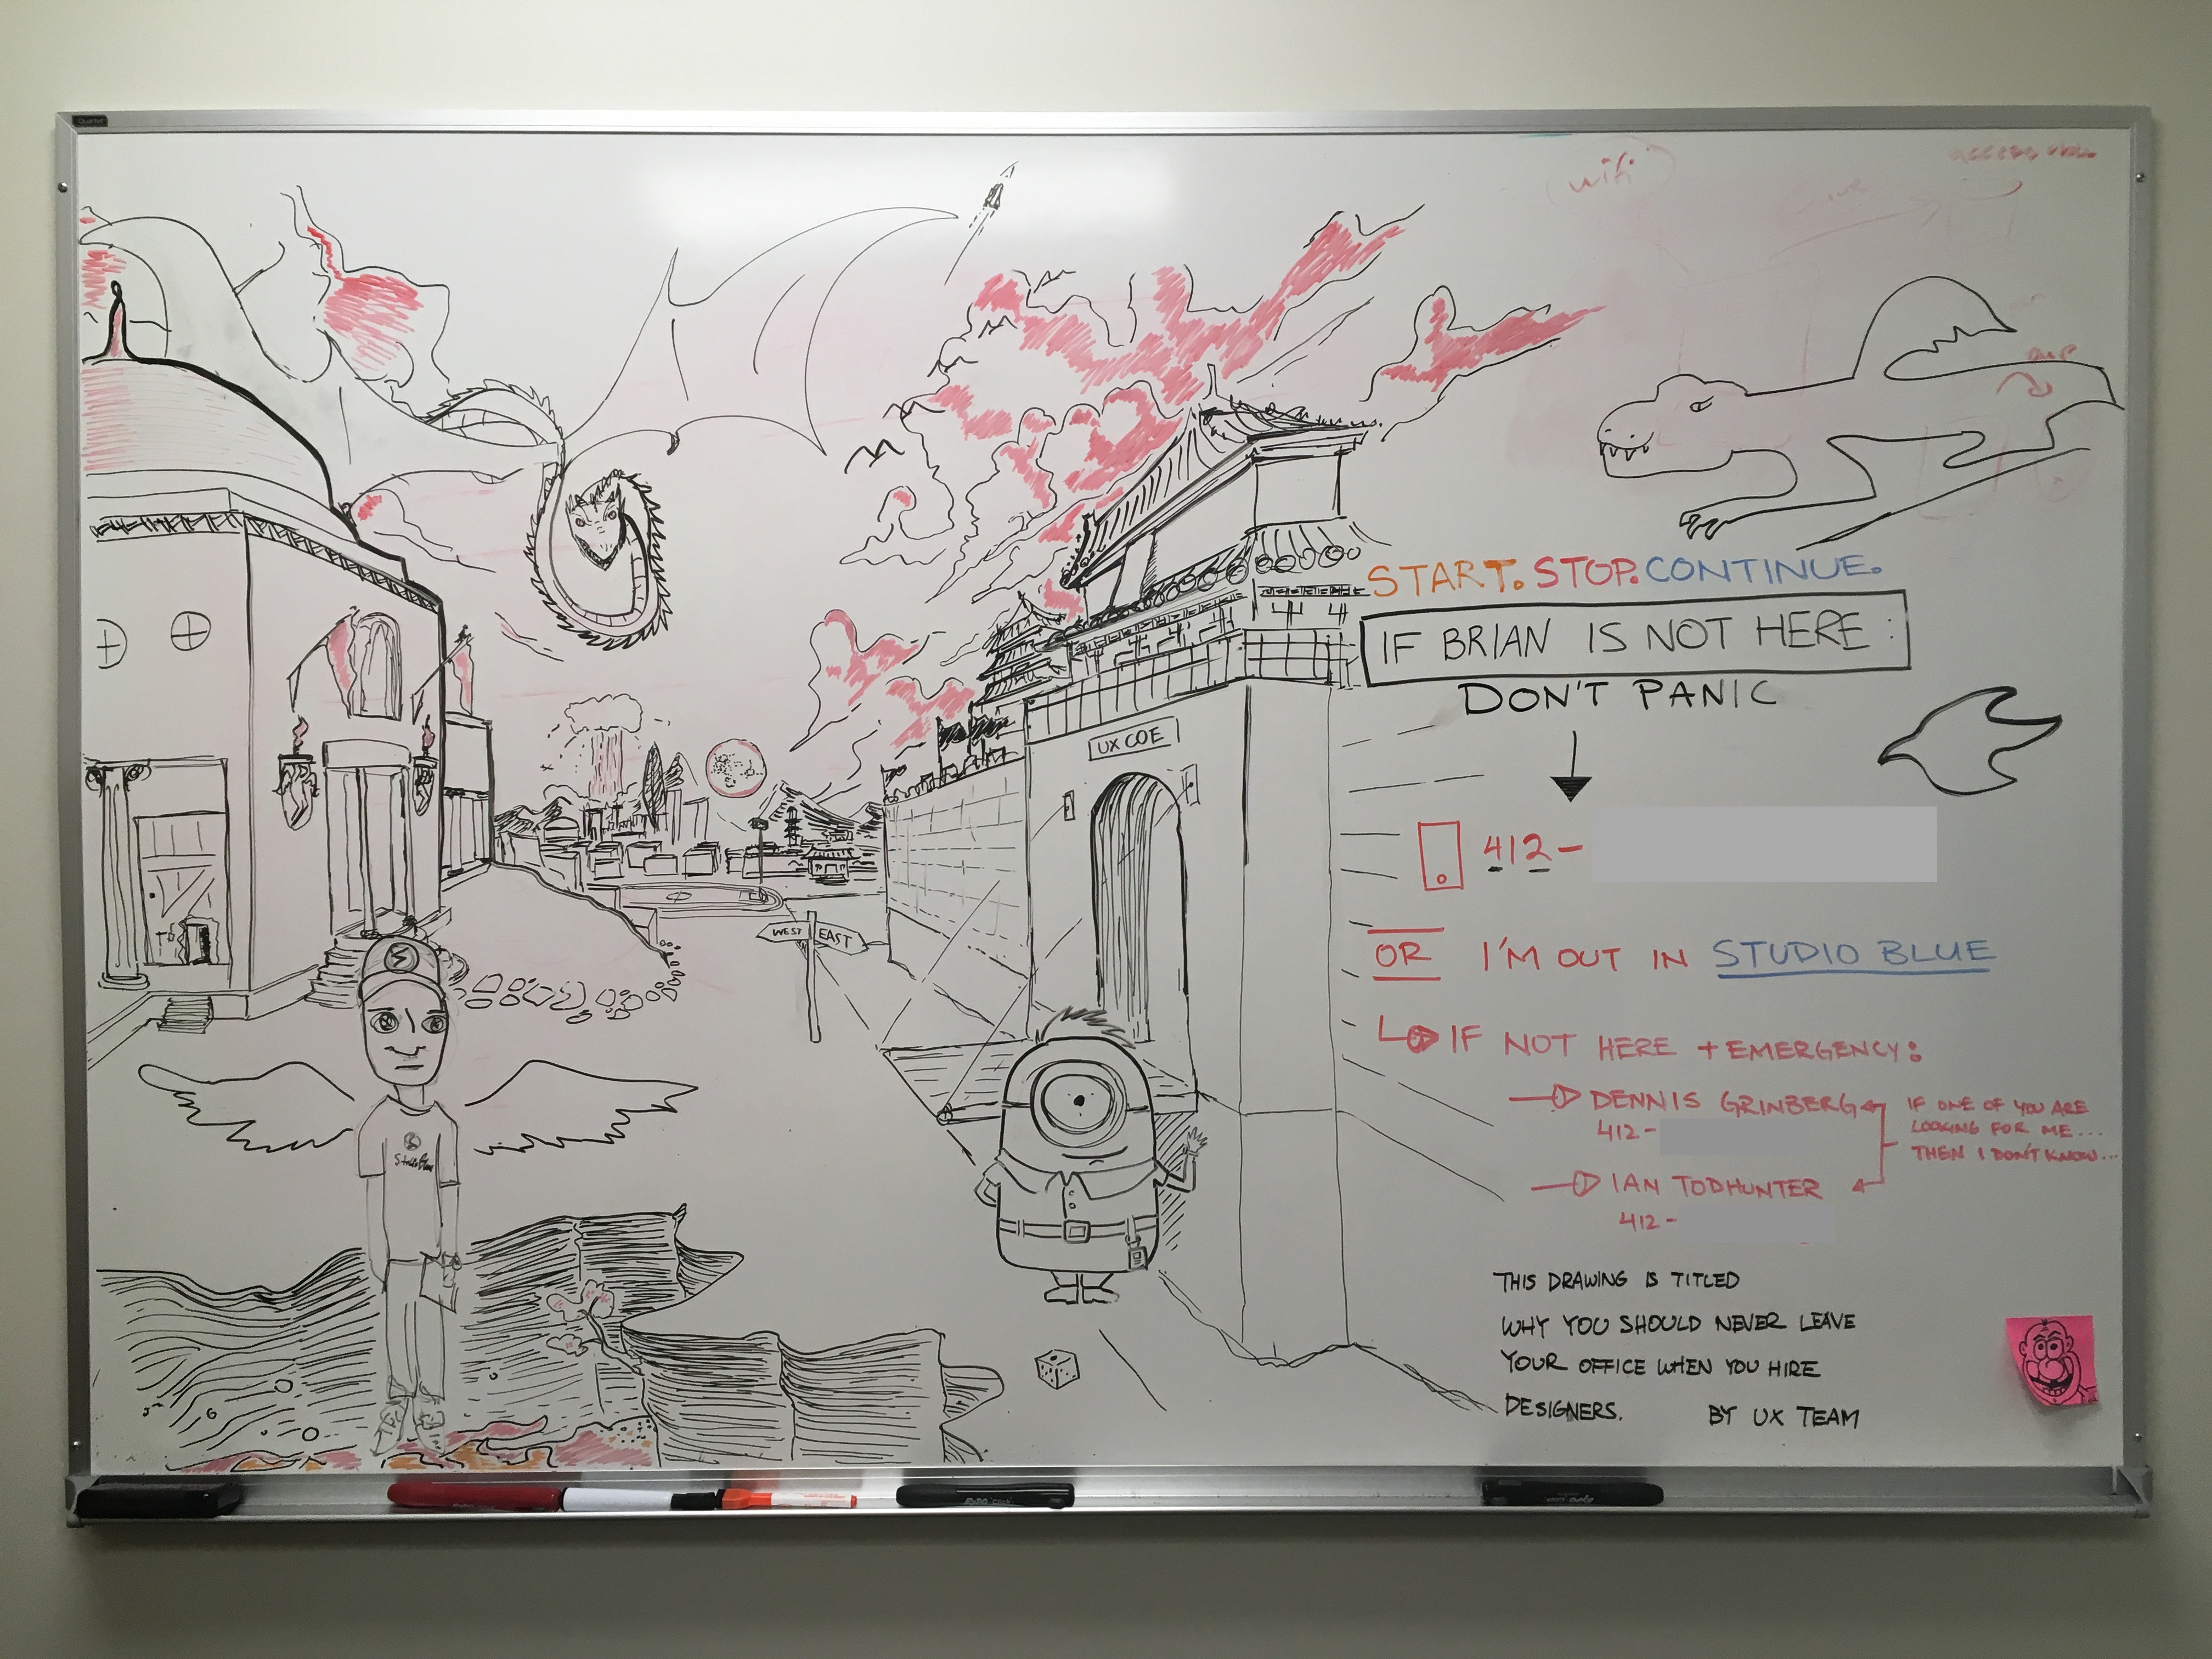 Quartet
wifi
START. STOP. CONTINUE.
IF BRIAN IS NOT HERE :
DON'T PANIC
UX COE
412-
WEST EAST
OR I'M OUT IN STUDIO BLUE
IF NOT HERE + EMERGENCY:
DENNIS GRINBERG
412-
IF ONE OF YOU ARE
LOOKING FOR ME...
THEN I DON'T KNOW...
IAN TODHUNTER
412-
THIS DRAWING IS TITLED
WHY YOU SHOULD NEVER LEAVE
YOUR OFFICE WHEN YOU HIRE
DESIGNERS. BY UX TEAM